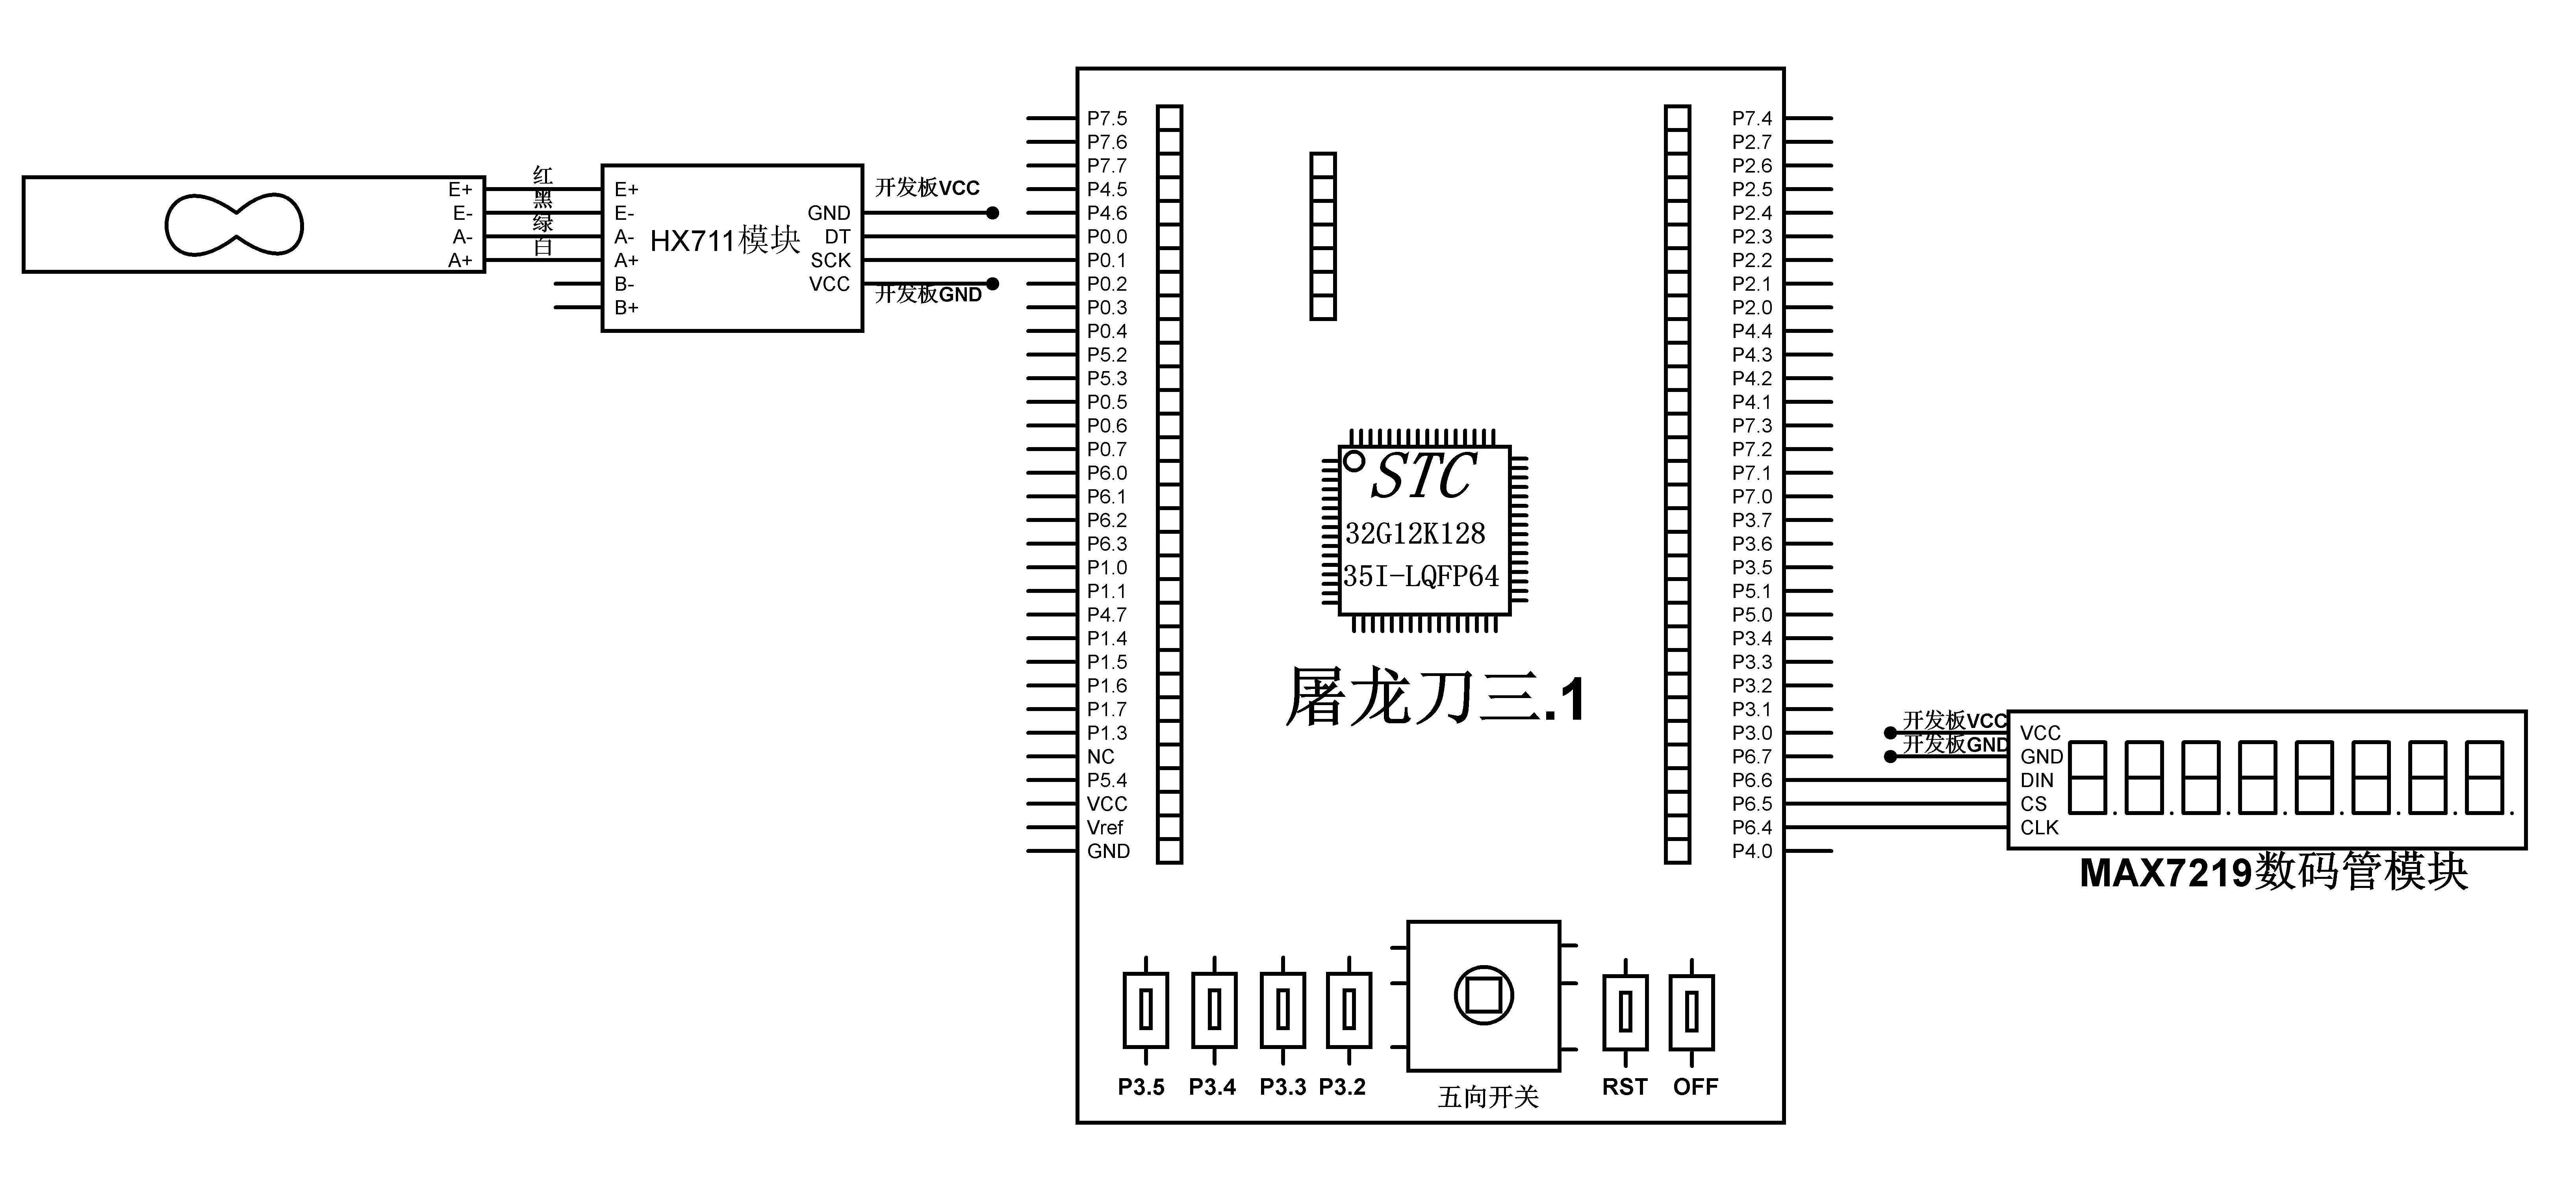 E+
E-
A-
A+
红
黑
绿
白
E+
E-
A-
A+
B-
B+
HX711模块
GND
DT
SCK
VCC
开发板VCC
开发板GND
P7.5
P7.6
P7.7
P4.5
P4.6
P0.0
P0.1
P0.2
P0.3
P0.4
P5.2
P5.3
P0.5
P0.6
P0.7
P6.0
P6.1
P6.2
P6.3
P1.0
P1.1
P4.7
P1.4
P1.5
P1.6
P1.7
P1.3
NC
P5.4
VCC
Vref
GND
STC
32G12K128
35I-LQFP64
屠龙刀三.1
P7.4
P2.7
P2.6
P2.5
P2.4
P2.3
P2.2
P2.1
P2.0
P4.4
P4.3
P4.2
P4.1
P7.3
P7.2
P7.1
P7.0
P3.7
P3.6
P3.5
P5.1
P5.0
P3.4
P3.3
P3.2
P3.1
P3.0
P6.7
P6.6
P6.5
P6.4
P4.0
开发板VCC
开发板GND
VCC
GND
DIN
CS
CLK
8.8.8.8.8.8.8.8.
MAX7219数码管模块
P3.5
P3.4
P3.3
P3.2
五向开关
RST
OFF